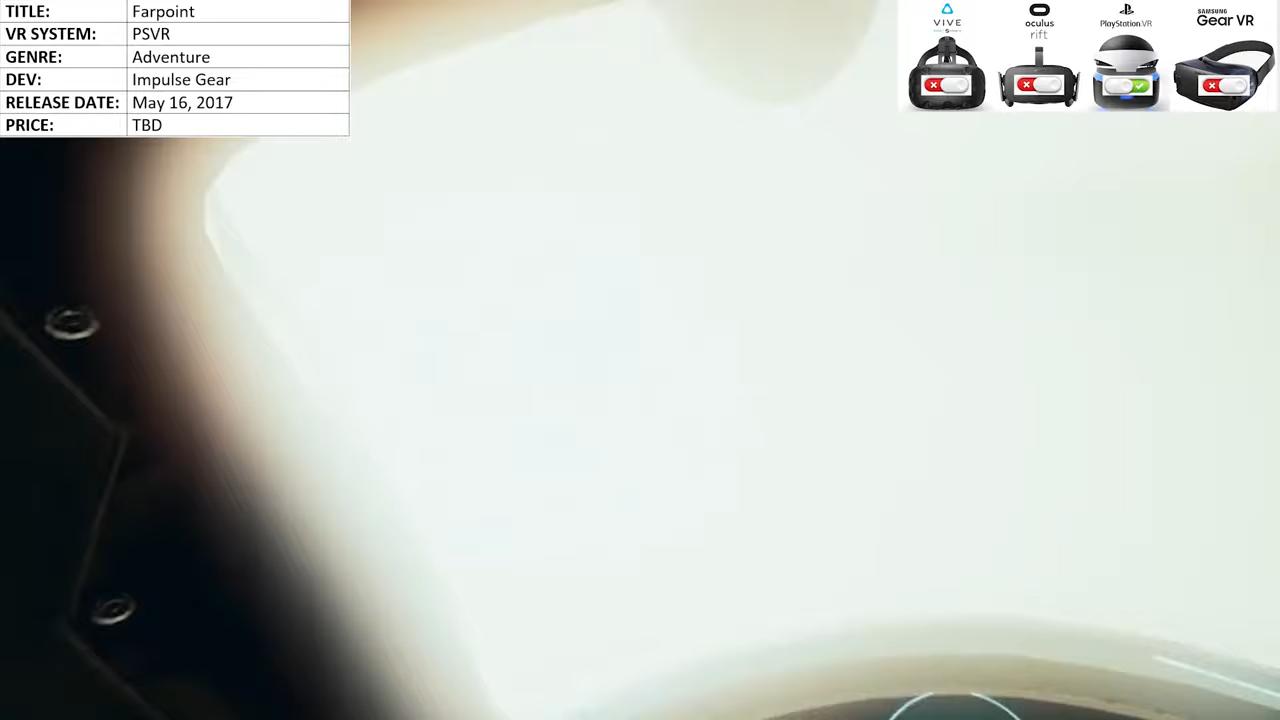 TITLE: Farpoint
VR SYSTEM: PSVR
GENRE: Adventure
DEV: Impulse Gear
RELEASE DATE: May 16, 2017
PRICE: TBD
VIVE
oculus
rift
PlayStation VR
SAMSUNG
Gear VR